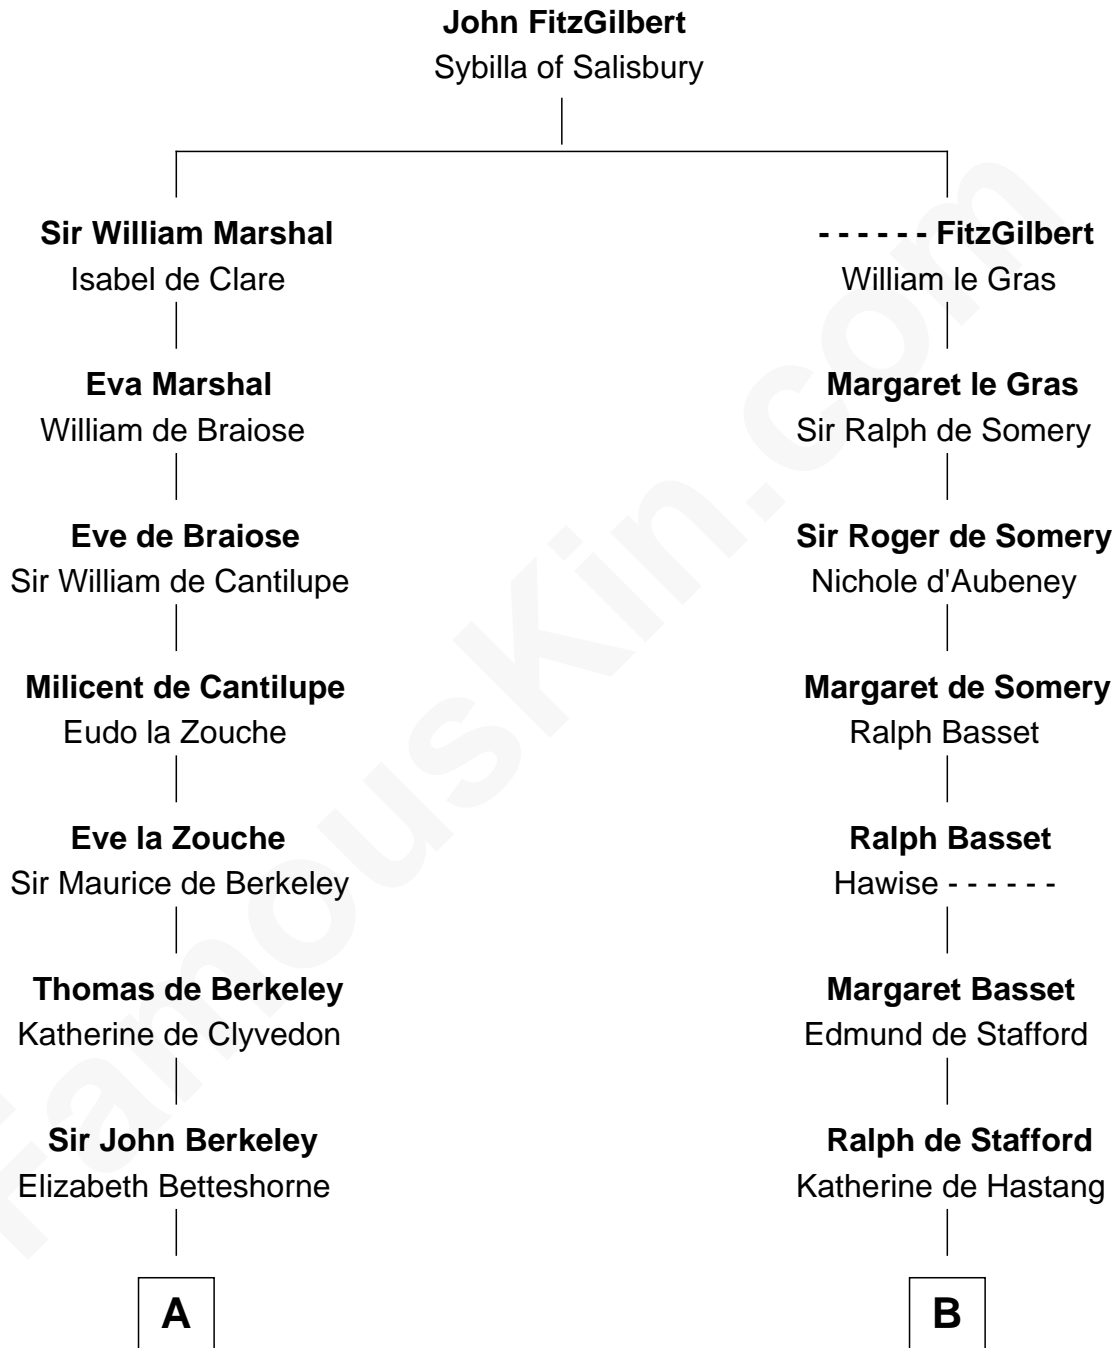 John FitzGilbert
Sybilla of Salisbury
Sir William Marshal
Isabel de Clare
- - - - - - FitzGilbert
William le Gras
Eva Marshal
William de Braiose
Margaret le Gras
Sir Ralph de Somery
Eve de Braiose
Sir William de Cantilupe
Sir Roger de Somery
Nichole d'Aubeney
Milicent de Cantilupe
Eudo la Zouche
Margaret de Somery
Ralph Basset
Eve la Zouche
Sir Maurice de Berkeley
Ralph Basset
Hawise - - - - - -
Thomas de Berkeley
Katherine de Clyvedon
Margaret Basset
Edmund de Stafford
Sir John Berkeley
Elizabeth Betteshorne
Ralph de Stafford
Katherine de Hastang
A
B
FamousKin.com